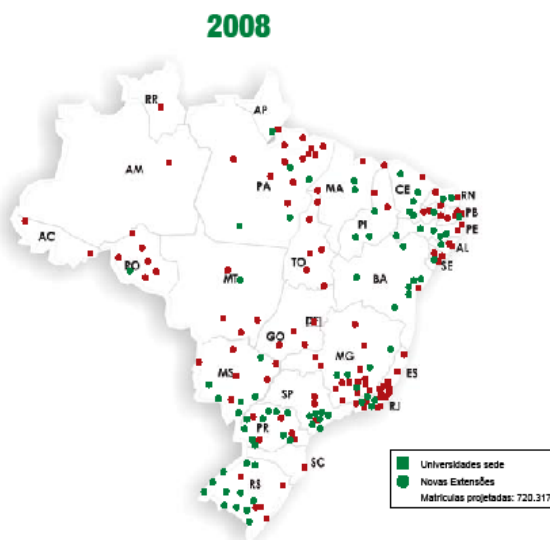 2008
RR
AP
AM
PA
MA
CE
RN
PB
PE
AL
SE
PI
AC
RO
TO
BA
MT
DF
GO
MG
ES
MS
SP
RJ
PR
SC
RS
Universidades sede
Novas Extensões
Matrículas projetadas: 720.317